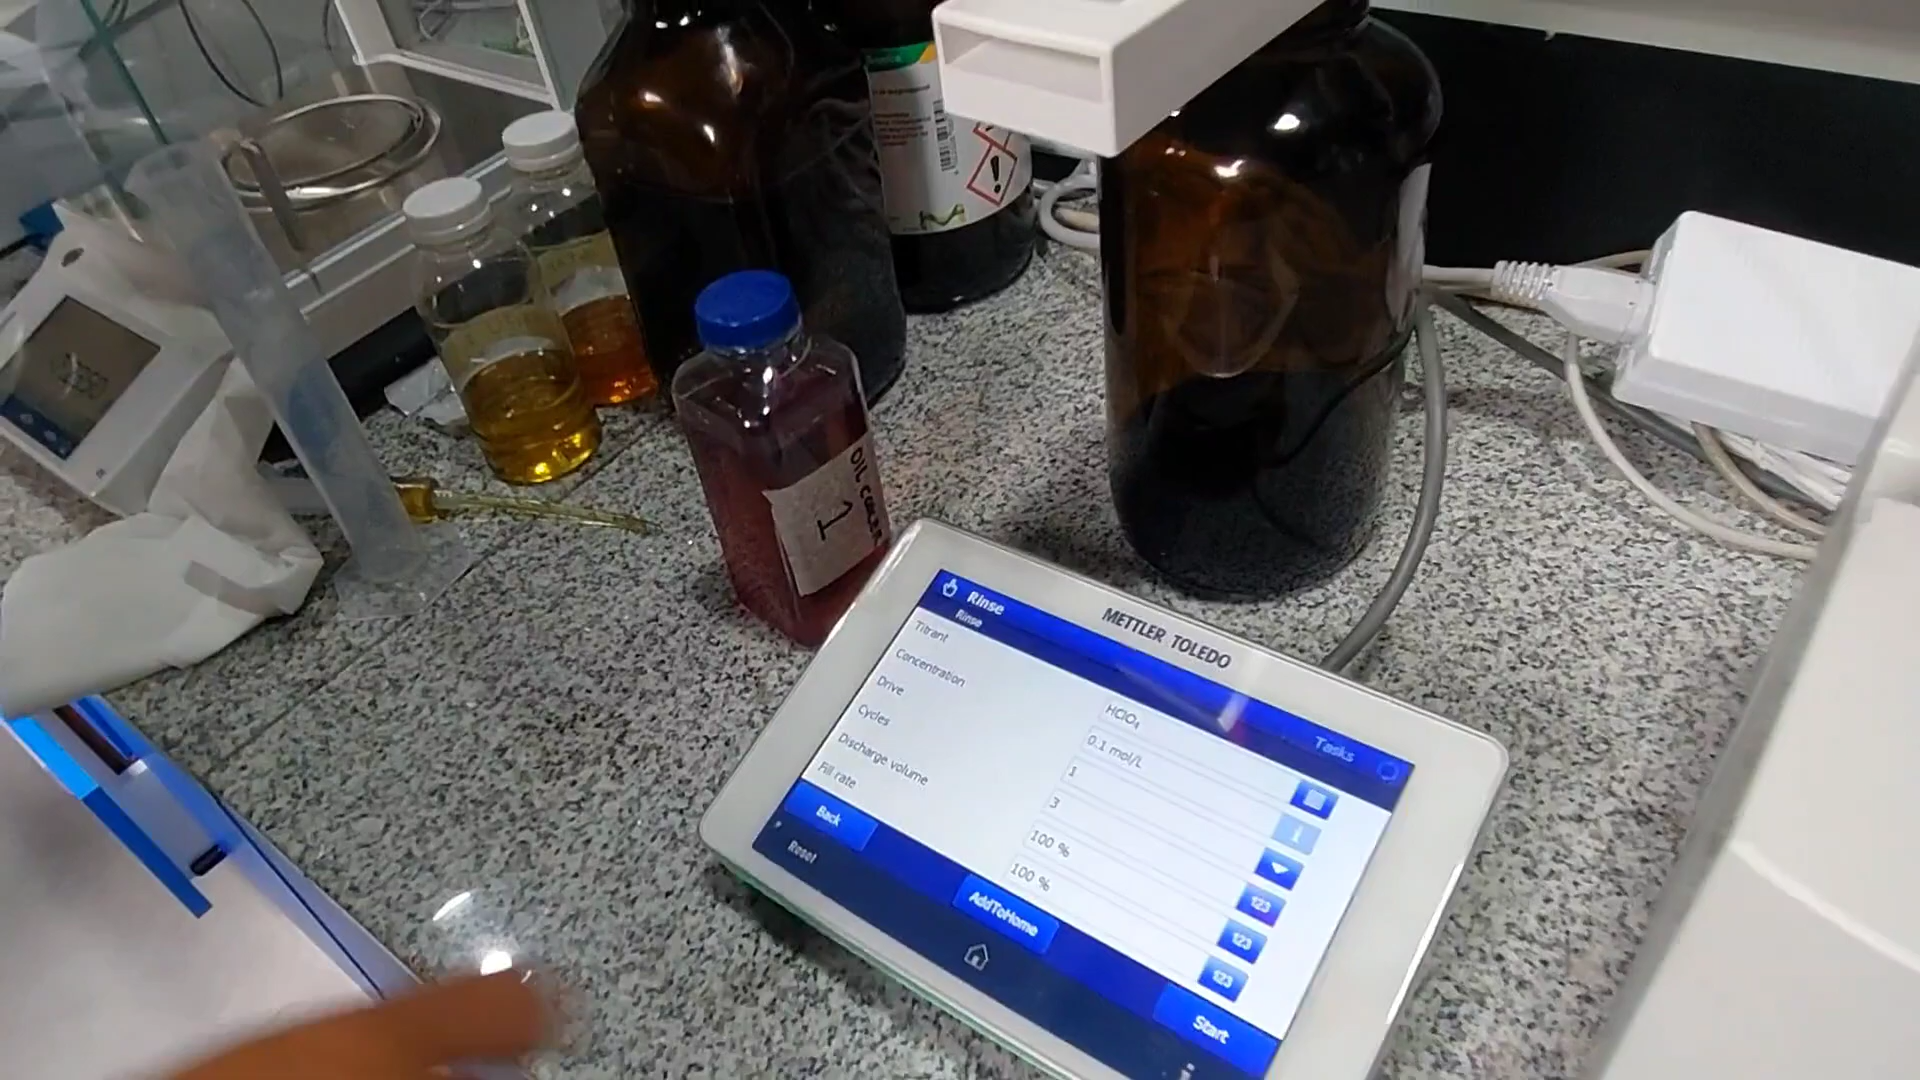 OIL COOLER
1
METTLER TOLEDO
Rinse
Rinse
Tasks
Titrant
HClO₄
Concentration
0.1 mol/L
Drive
1
Cycles
3
Discharge volume
100 %
Fill rate
100 %
123
123
123
Back
AddToHome
Start
Reset
i